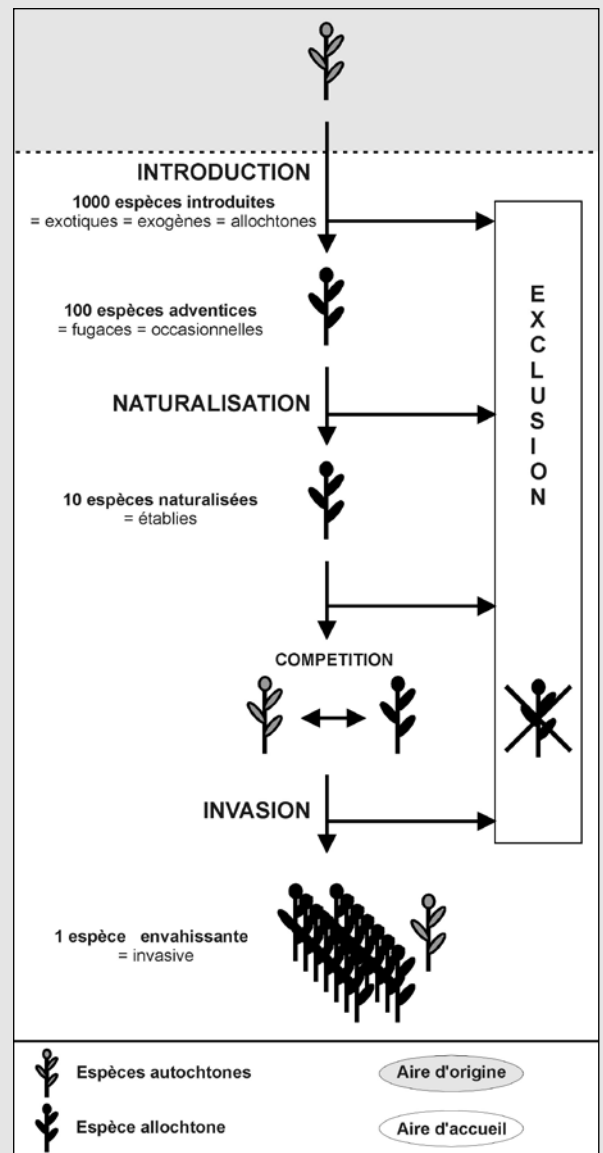 INTRODUCTION
1000 espèces introduites
= exotiques = exogènes = allochtones
100 espèces adventices
= fugaces = occasionnelles
NATURALISATION
10 espèces naturalisées
= établies
COMPETITION
INVASION
1 espèce envahissante
= invasive
E
X
C
L
U
S
I
O
N
Espèces autochtones
Aire d'origine
Espèce allochtone
Aire d'accueil